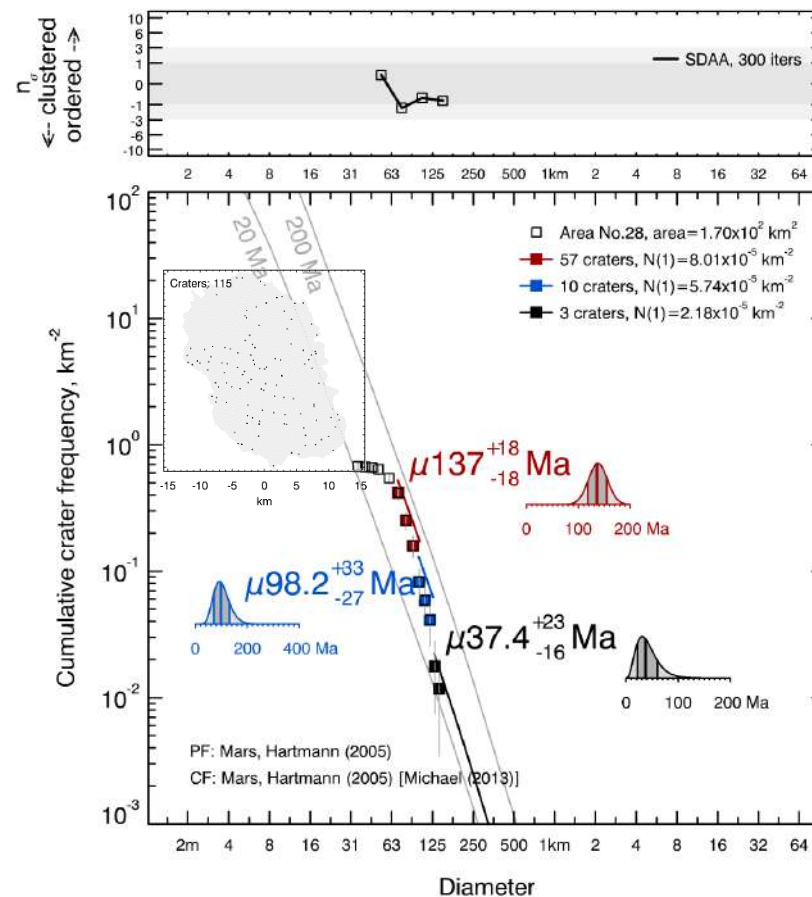 10
6
3
1
0
-1
-3
-6
-10
n
σ
<-- clustered
ordered -->
SDAA, 300 iters
2 4 8 16 31 63 125 250 500 1km 2 4 8 16 32 64
10²
10¹
10⁰
10⁻¹
10⁻²
10⁻³
Cumulative crater frequency, km⁻²
20 Ma
200 Ma
Area No.28, area=1.70x10² km²
57 craters, N(1)=8.01x10⁻⁵ km⁻²
10 craters, N(1)=5.74x10⁻⁵ km⁻²
3 craters, N(1)=2.18x10⁻⁵ km⁻²
Craters: 115
-15 -10 -5 0 5 10 15
km
μ137 +18 -18 Ma
0 100 200 Ma
μ98.2 +33 -27 Ma
0 200 400 Ma
μ37.4 +23 -16 Ma
0 100 200 Ma
PF: Mars, Hartmann (2005)
CF: Mars, Hartmann (2005) [Michael (2013)]
2m 4 8 16 31 63 125 250 500 1km 2 4 8 16 32 64
Diameter